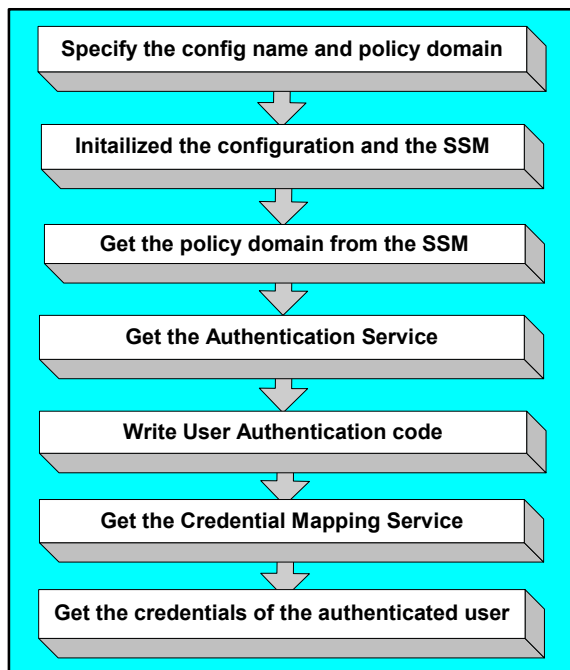 Specify the config name and policy domain
Initailized the configuration and the SSM
Get the policy domain from the SSM
Get the Authentication Service
Write User Authentication code
Get the Credential Mapping Service
Get the credentials of the authenticated user